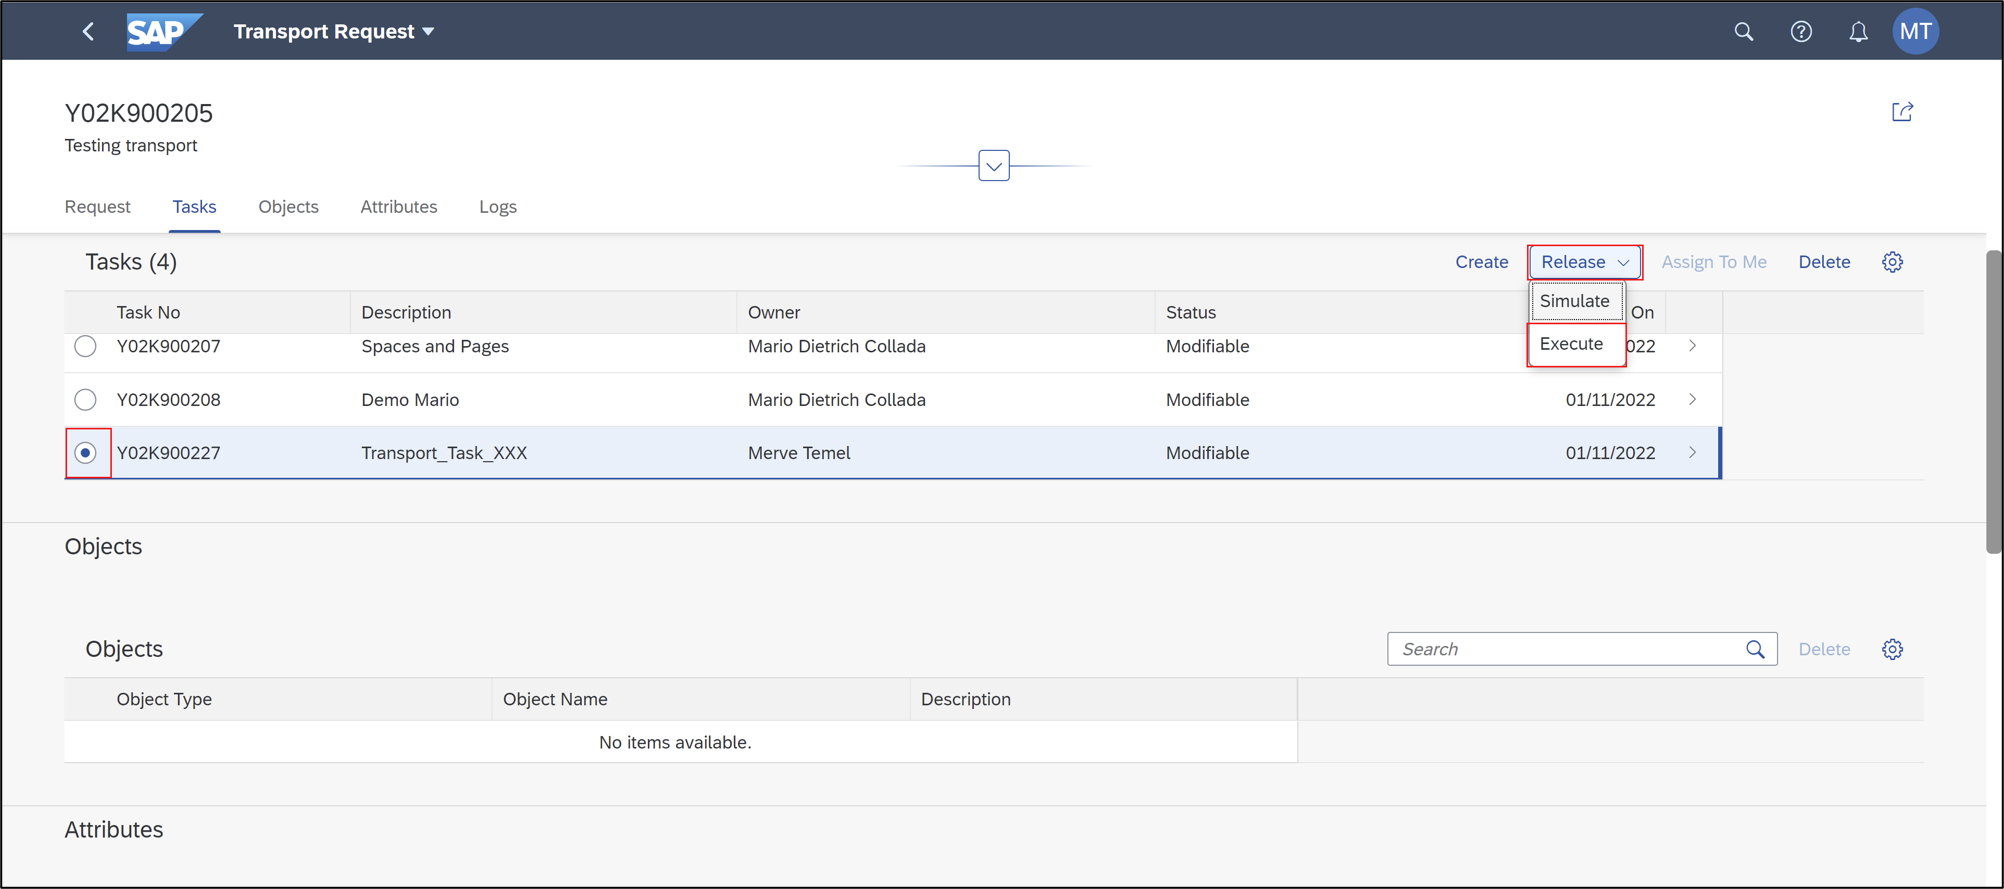 SAP Transport Request MT
Y02K900205
Testing transport
Request Tasks Objects Attributes Logs
Tasks (4) Create Release Assign To Me Delete
Simulate
Execute
Task No Description Owner Status On
Y02K900207 Spaces and Pages Mario Dietrich Collada Modifiable 022
Y02K900208 Demo Mario Mario Dietrich Collada Modifiable 01/11/2022
Y02K900227 Transport_Task_XXX Merve Temel Modifiable 01/11/2022
Objects
Objects Search Delete
Object Type Object Name Description
No items available.
Attributes